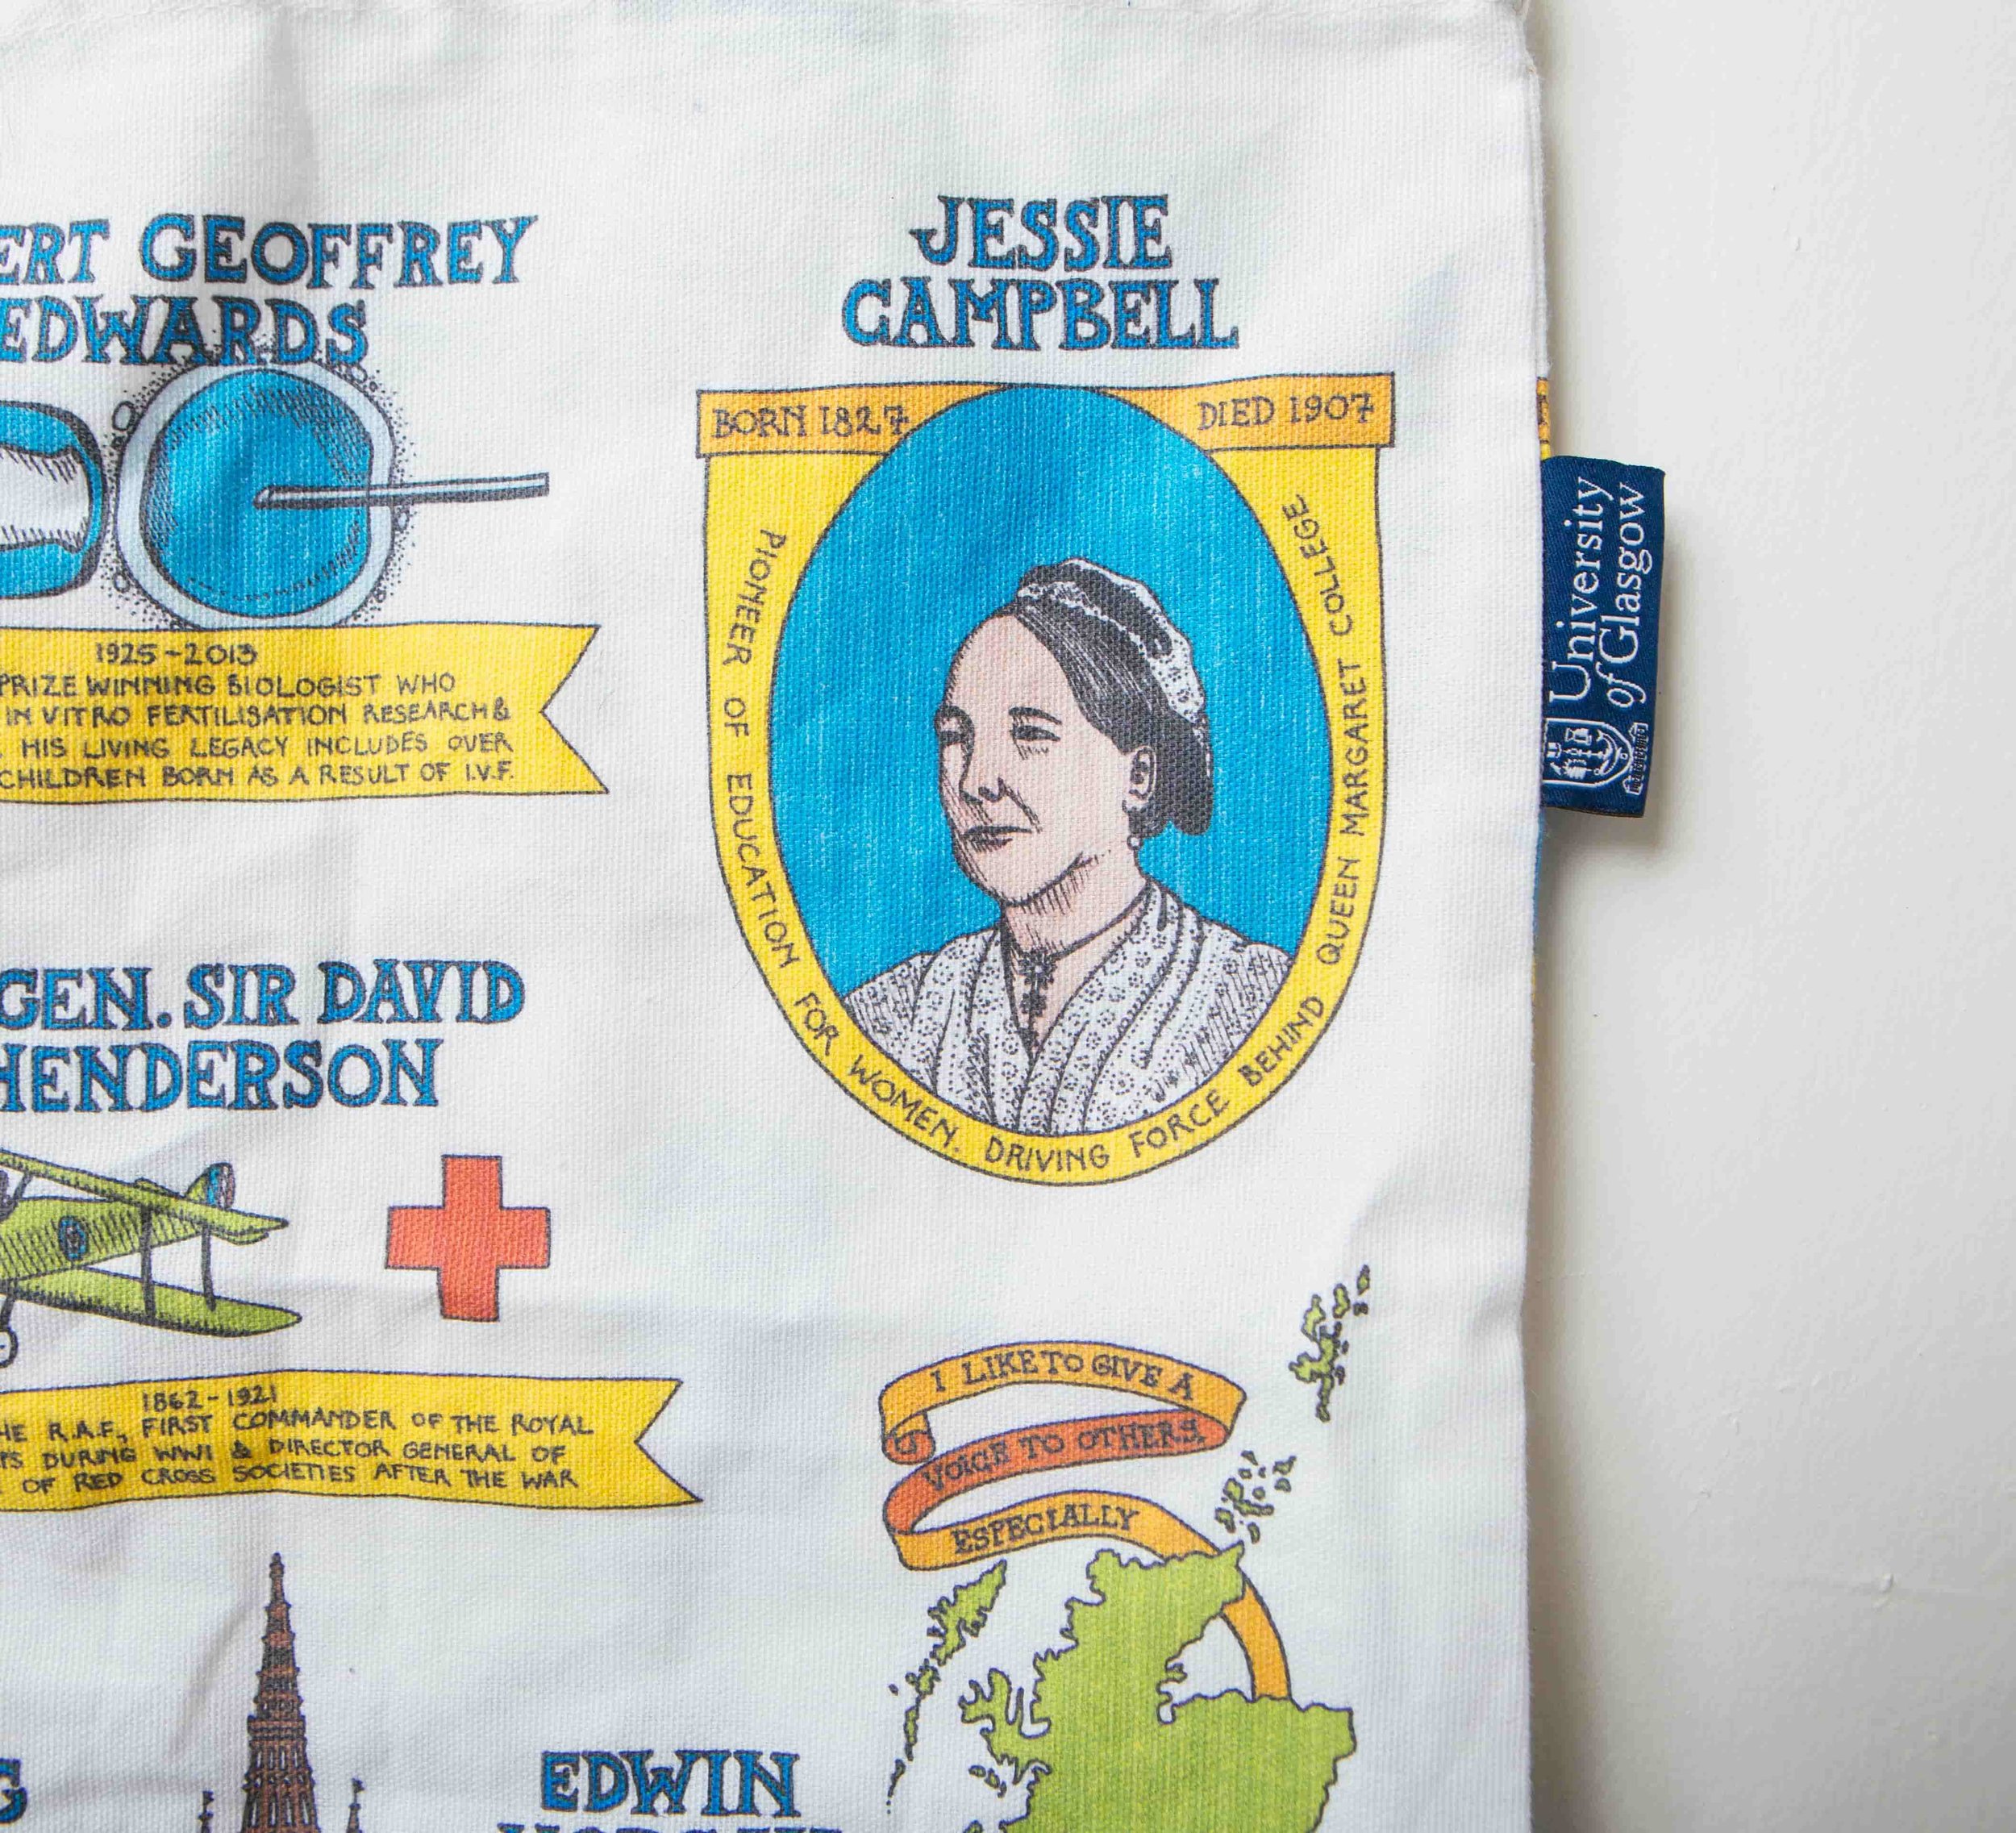 ERT GEOFFREY
EDWARDS
1925-2013
PRIZE WINNING BIOLOGIST WHO
IN VITRO FERTILISATION RESEARCH &
HIS LIVING LEGACY INCLUDES OVER
CHILDREN BORN AS A RESULT OF I.V.F.
JESSIE
CAMPBELL
BORN 1827
DIED 1907
PIONEER OF EDUCATION FOR WOMEN. DRIVING FORCE BEHIND QUEEN MARGARET COLLEGE
University
of Glasgow
GEN. SIR DAVID
HENDERSON
1862-1921
HE R.A.F., FIRST COMMANDER OF THE ROYAL
PS DURING WWI & DIRECTOR GENERAL OF
OF RED CROSS SOCIETIES AFTER THE WAR
I LIKE TO GIVE A
VOICE TO OTHERS,
ESPECIALLY
G
EDWIN